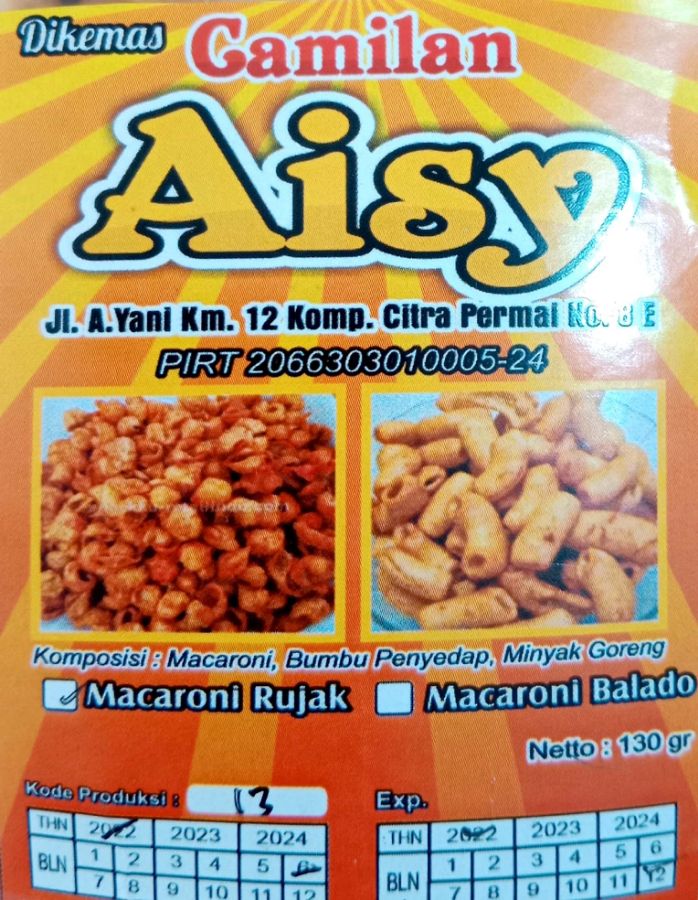 Dikemas Camilan
Aisy
Jl. A.Yani Km. 12 Komp. Citra Permai No. 8 E
PIRT 2066303010005-24
Komposisi : Macaroni, Bumbu Penyedap, Minyak Goreng
Macaroni Rujak Macaroni Balado
Netto : 130 gr
Kode Produksi : 13 Exp.
THN 2022 2023 2024 THN 2022 2023 2024
BLN 1 2 3 4 5 6 BLN 1 2 3 4 5 6
7 8 9 10 11 12 7 8 9 10 11 12